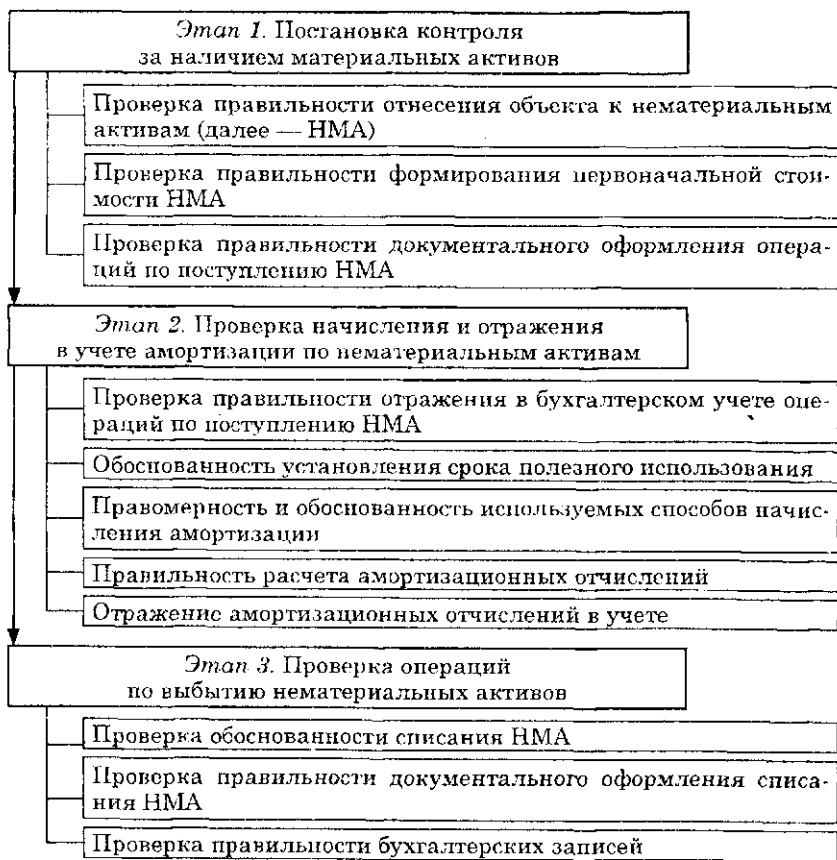 Этап 1. Постановка контроля
за наличием материальных активов
Проверка правильности отнесения объекта к нематериальным
активам (далее — НМА)
Проверка правильности формирования первоначальной стои-
мости НМА
Проверка правильности документального оформления опера-
ций по поступлению НМА
Этап 2. Проверка начисления и отражения
в учете амортизации по нематериальным активам
Проверка правильности отражения в бухгалтерском учете опе-
раций по поступлению НМА
Обоснованность установления срока полезного использования
Правомерность и обоснованность используемых способов начис-
ления амортизации
Правильность расчета амортизационных отчислений
Отражение амортизационных отчислений в учете
Этап 3. Проверка операций
по выбытию нематериальных активов
Проверка обоснованности списания НМА
Проверка правильности документального оформления списа-
ния НМА
Проверка правильности бухгалтерских записей